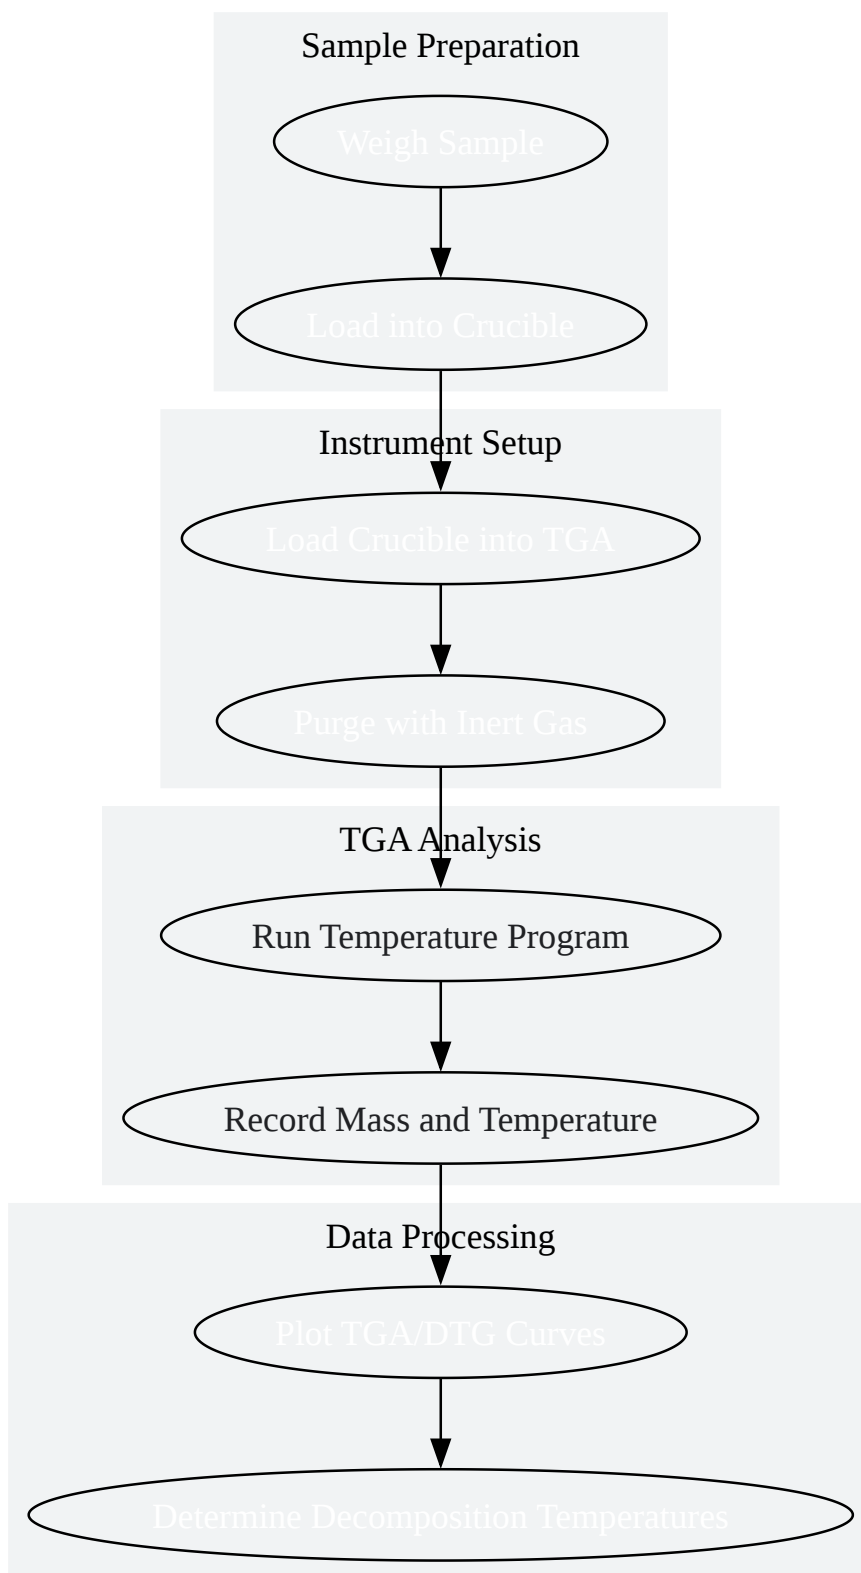 Sample Preparation
Weigh Sample
Load into Crucible
Instrument Setup
Load Crucible into TGA
Purge with Inert Gas
TGA Analysis
Run Temperature Program
Record Mass and Temperature
Data Processing
Plot TGA/DTG Curves
Determine Decomposition Temperatures